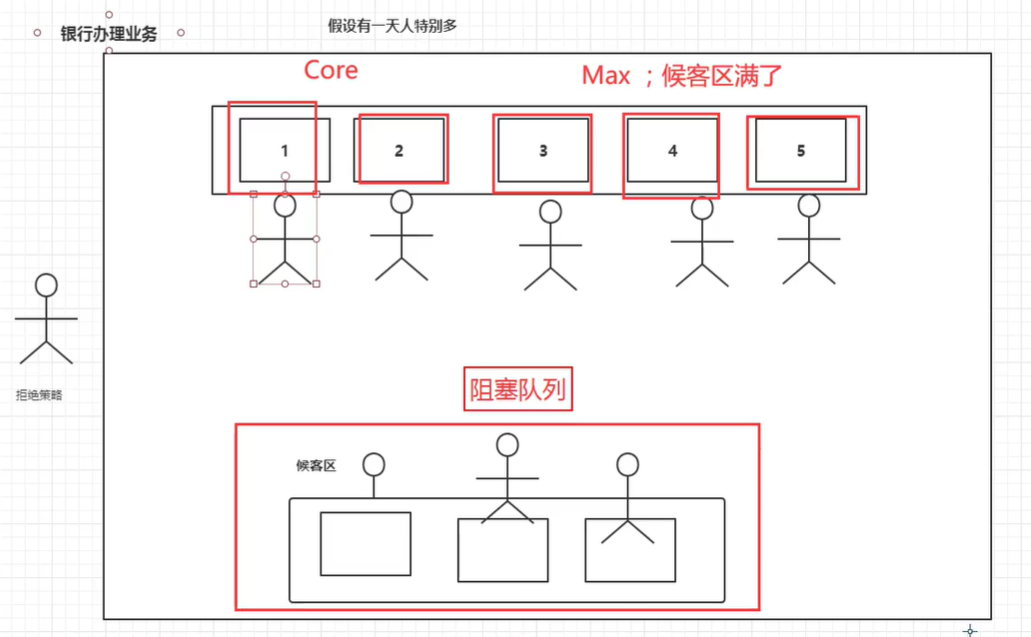 银行办理业务
假设有一天人特别多
Core
Max ；候客区满了
1
2
3
4
5
拒绝策略
阻塞队列
候客区